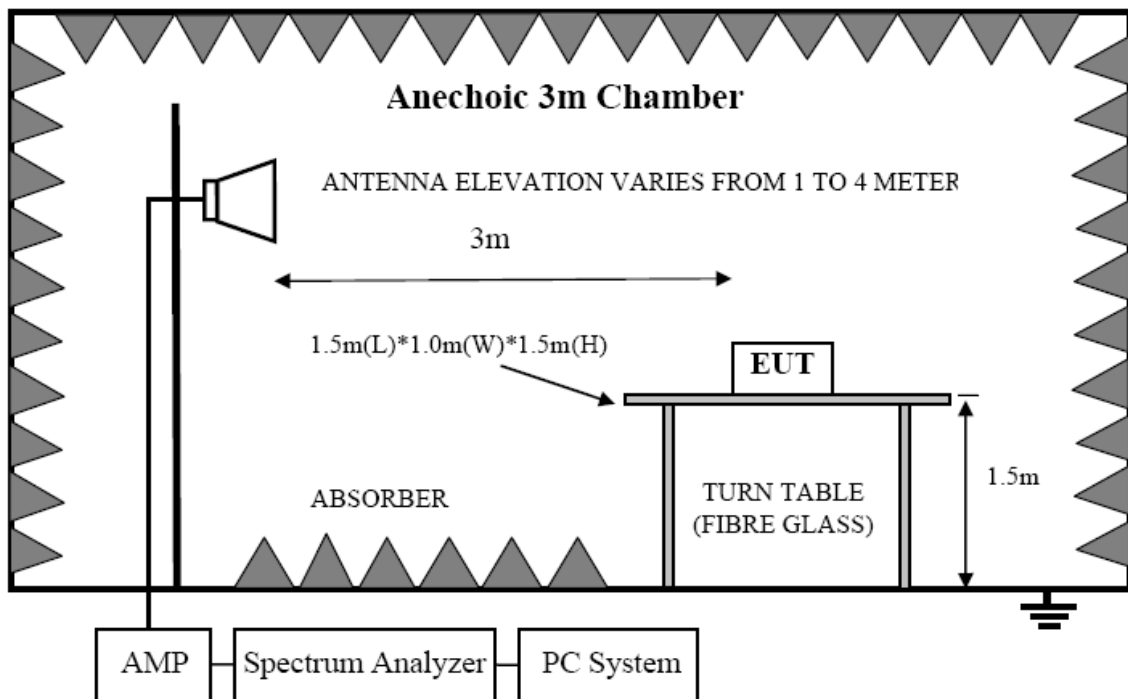 Anechoic 3m Chamber
ANTENNA ELEVATION VARIES FROM 1 TO 4 METER
3m
1.5m(L)*1.0m(W)*1.5m(H)
EUT
1.5m
ABSORBER
TURN TABLE
(FIBRE GLASS)
AMP
Spectrum Analyzer
PC System